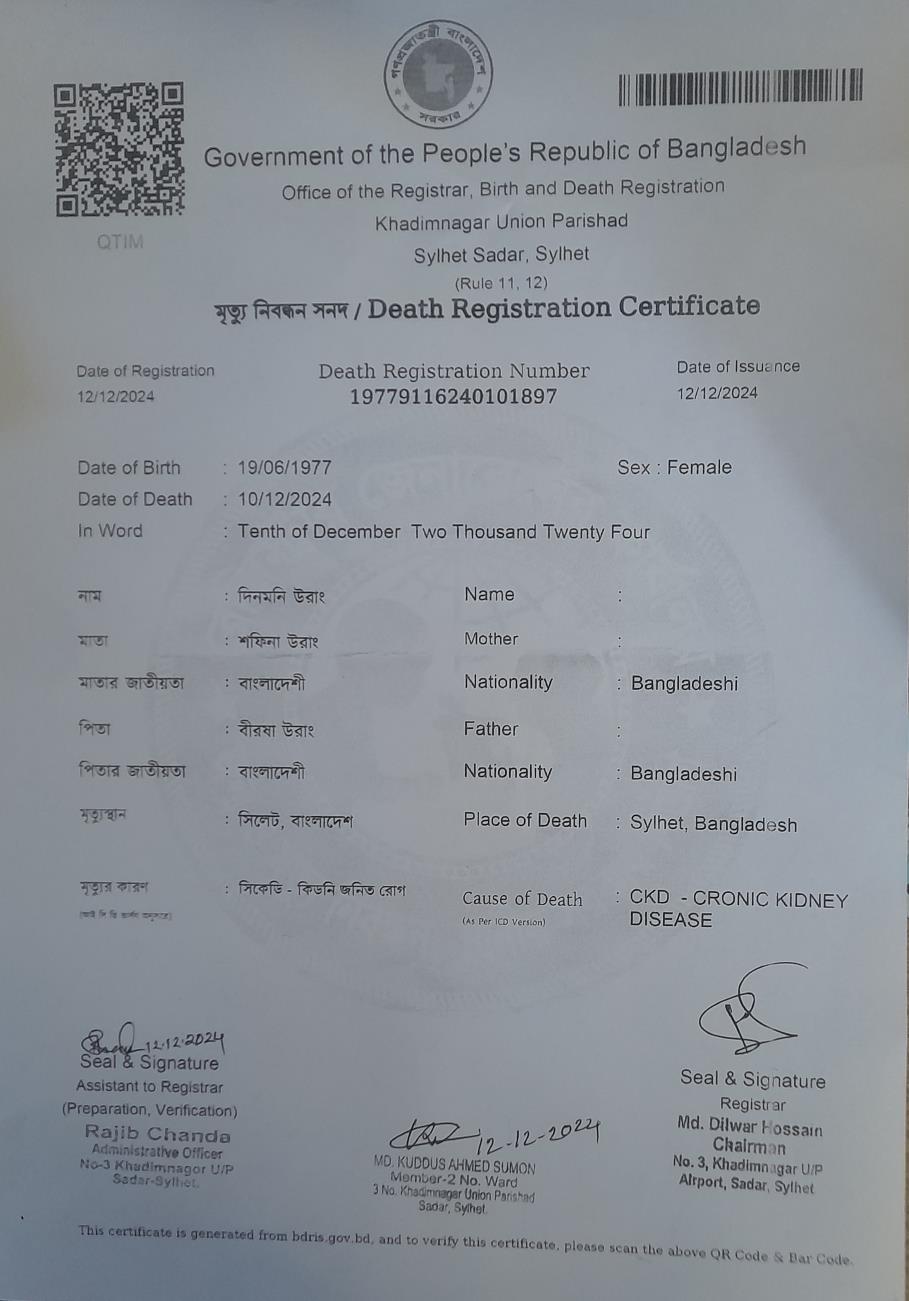 গণপ্রজাতন্ত্রী বাংলাদেশ
সরকার
QTIM
Government of the People's Republic of Bangladesh
Office of the Registrar, Birth and Death Registration
Khadimnagar Union Parishad
Sylhet Sadar, Sylhet
(Rule 11, 12)
মৃত্যু নিবন্ধন সনদ / Death Registration Certificate
Date of Registration Death Registration Number Date of Issuance
12/12/2024 19779116240101897 12/12/2024
Date of Birth : 19/06/1977 Sex : Female
Date of Death : 10/12/2024
In Word : Tenth of December Two Thousand Twenty Four
নাম : দিনমনি উরাং Name :
মাতা : শফিনা উরাং Mother :
মাতার জাতীয়তা : বাংলাদেশী Nationality : Bangladeshi
পিতা : বীরষা উরাং Father :
পিতার জাতীয়তা : বাংলাদেশী Nationality : Bangladeshi
মৃত্যুস্থান : সিলেট, বাংলাদেশ Place of Death : Sylhet, Bangladesh
মৃত্যুর কারণ : সিকেডি - কিডনি জনিত রোগ Cause of Death : CKD - CRONIC KIDNEY
(As Per ICD Version) DISEASE
12.12.2024
Seal & Signature
Assistant to Registrar
(Preparation, Verification)
Rajib Chanda
Administrative Officer
No-3 Khadimnagor U/P
Sadar-Sylhet.
12-12-2024
MD. KUDDUS AHMED SUMON
Member-2 No. Ward
3 No. Khadimnagar Union Parishad
Sadar, Sylhet.
Seal & Signature
Registrar
Md. Dilwar Hossain
Chairman
No. 3, Khadimnagar U/P
Airport, Sadar, Sylhet
This certificate is generated from bdris.gov.bd, and to verify this certificate, please scan the above QR Code & Bar Code.